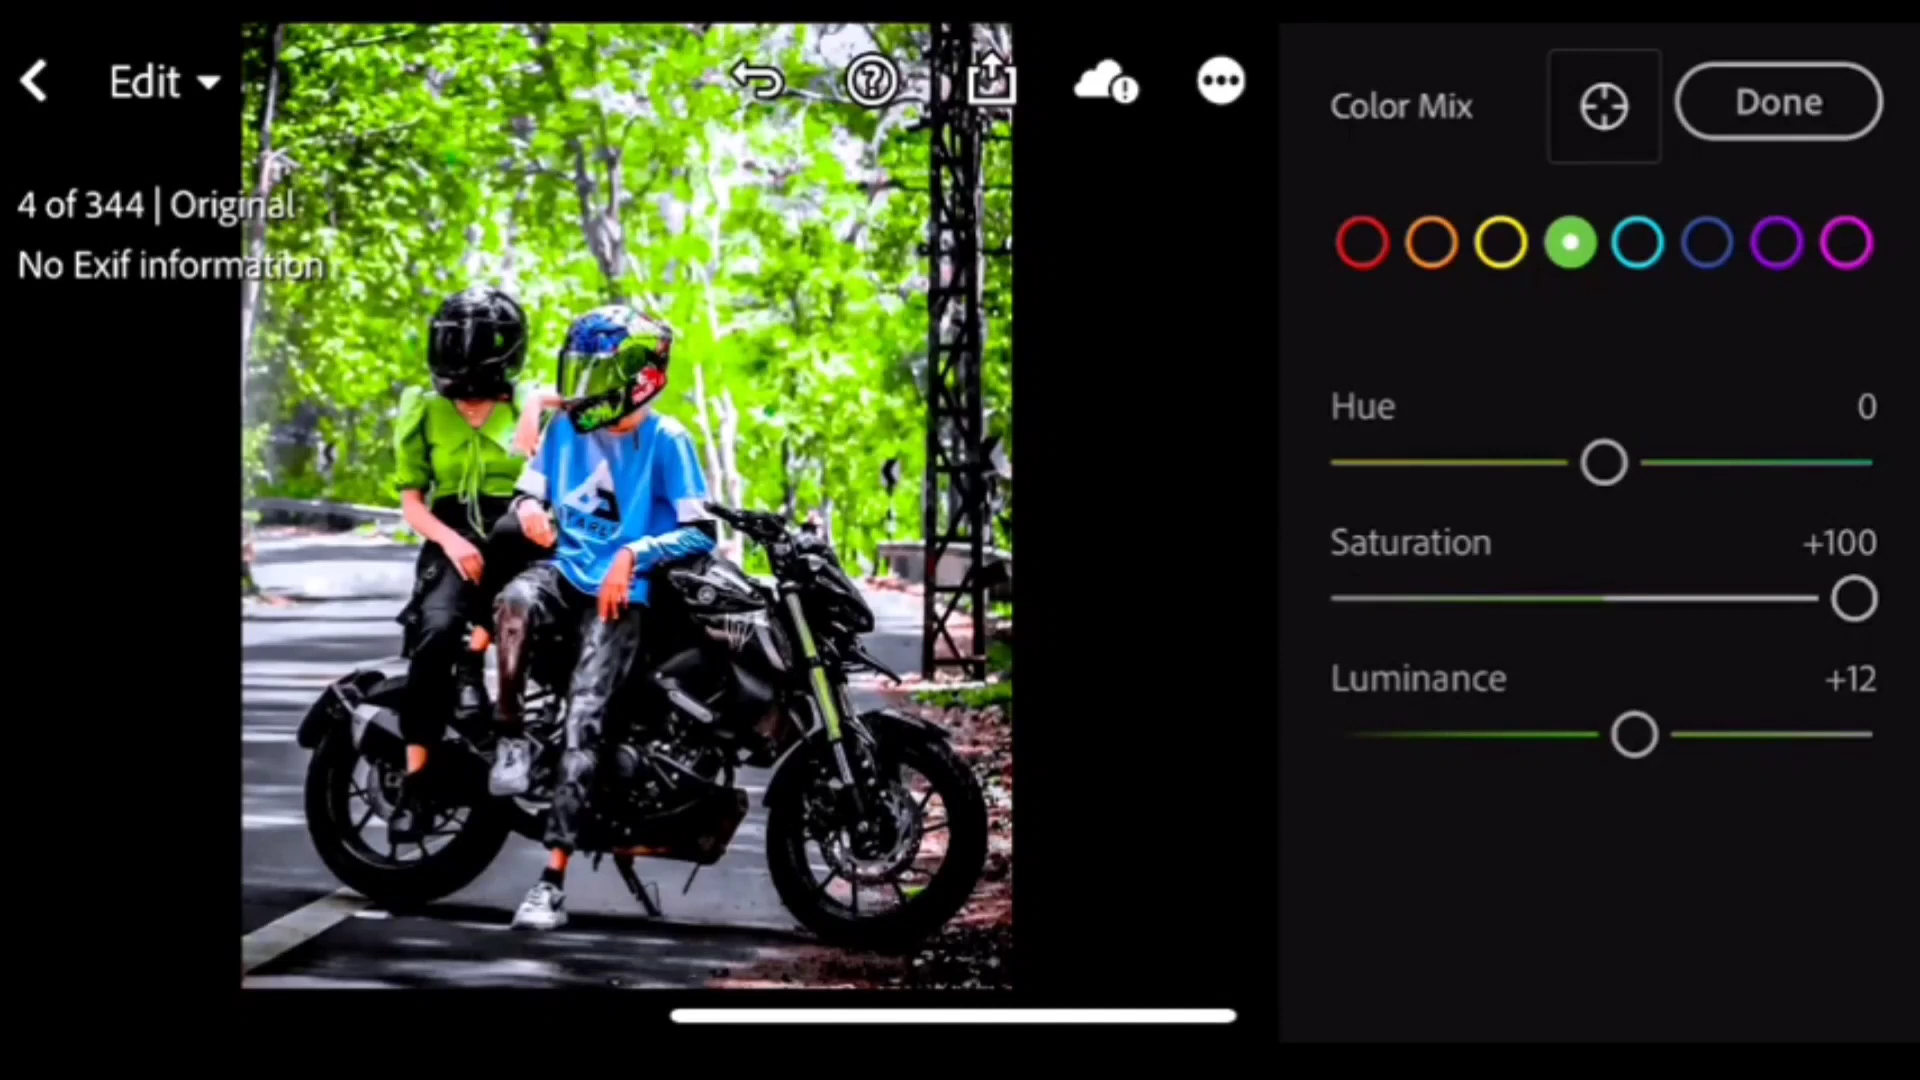 Edit
4 of 344 | Original
No Exif information
Color Mix
Done
Hue 0
Saturation +100
Luminance +12